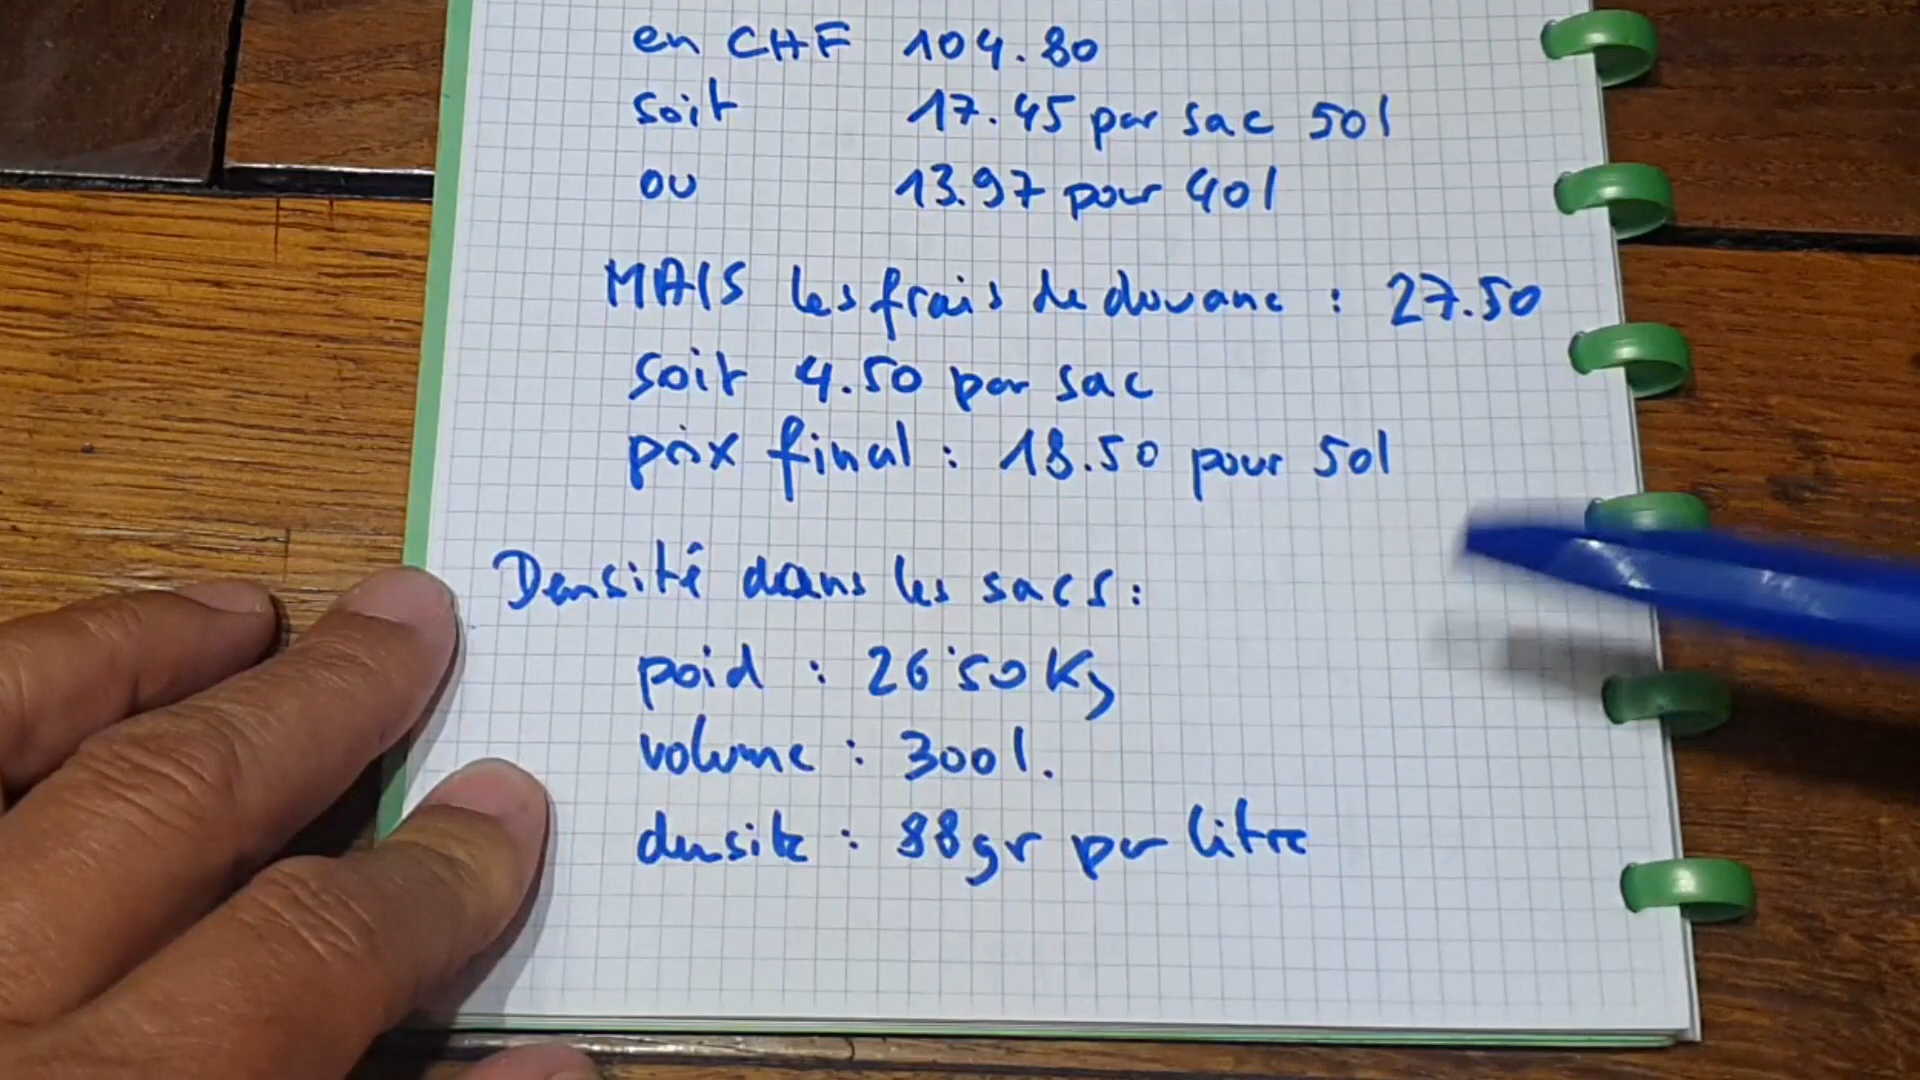 en CHF 104.80
soit 17.45 par sac 50l
ou 13.97 pour 40l
MAIS les frais de douane : 27.50
soit 4.50 par sac
prix final : 18.50 pour 50l
Densité dans les sacs :
poid : 26'50 Kg
volume : 300l.
densite : 88gr par litre